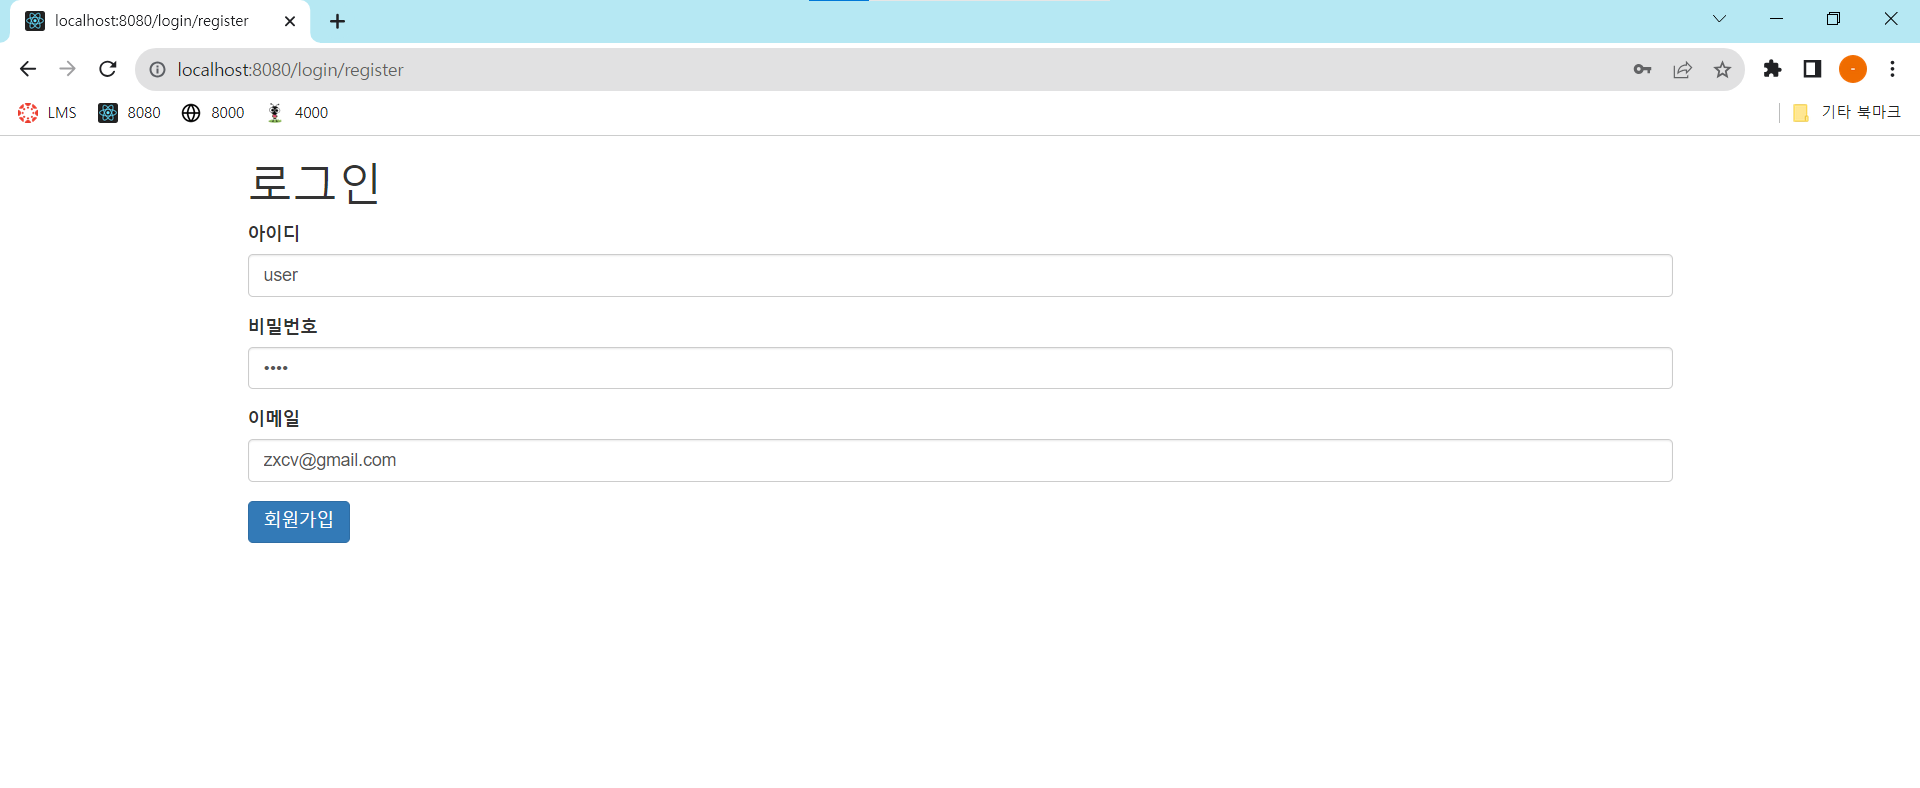 localhost:8080/login/register
localhost:8080/login/register
LMS 8080 8000 4000 기타 북마크
로그인
아이디
user
비밀번호
••••
이메일
zxcv@gmail.com
회원가입